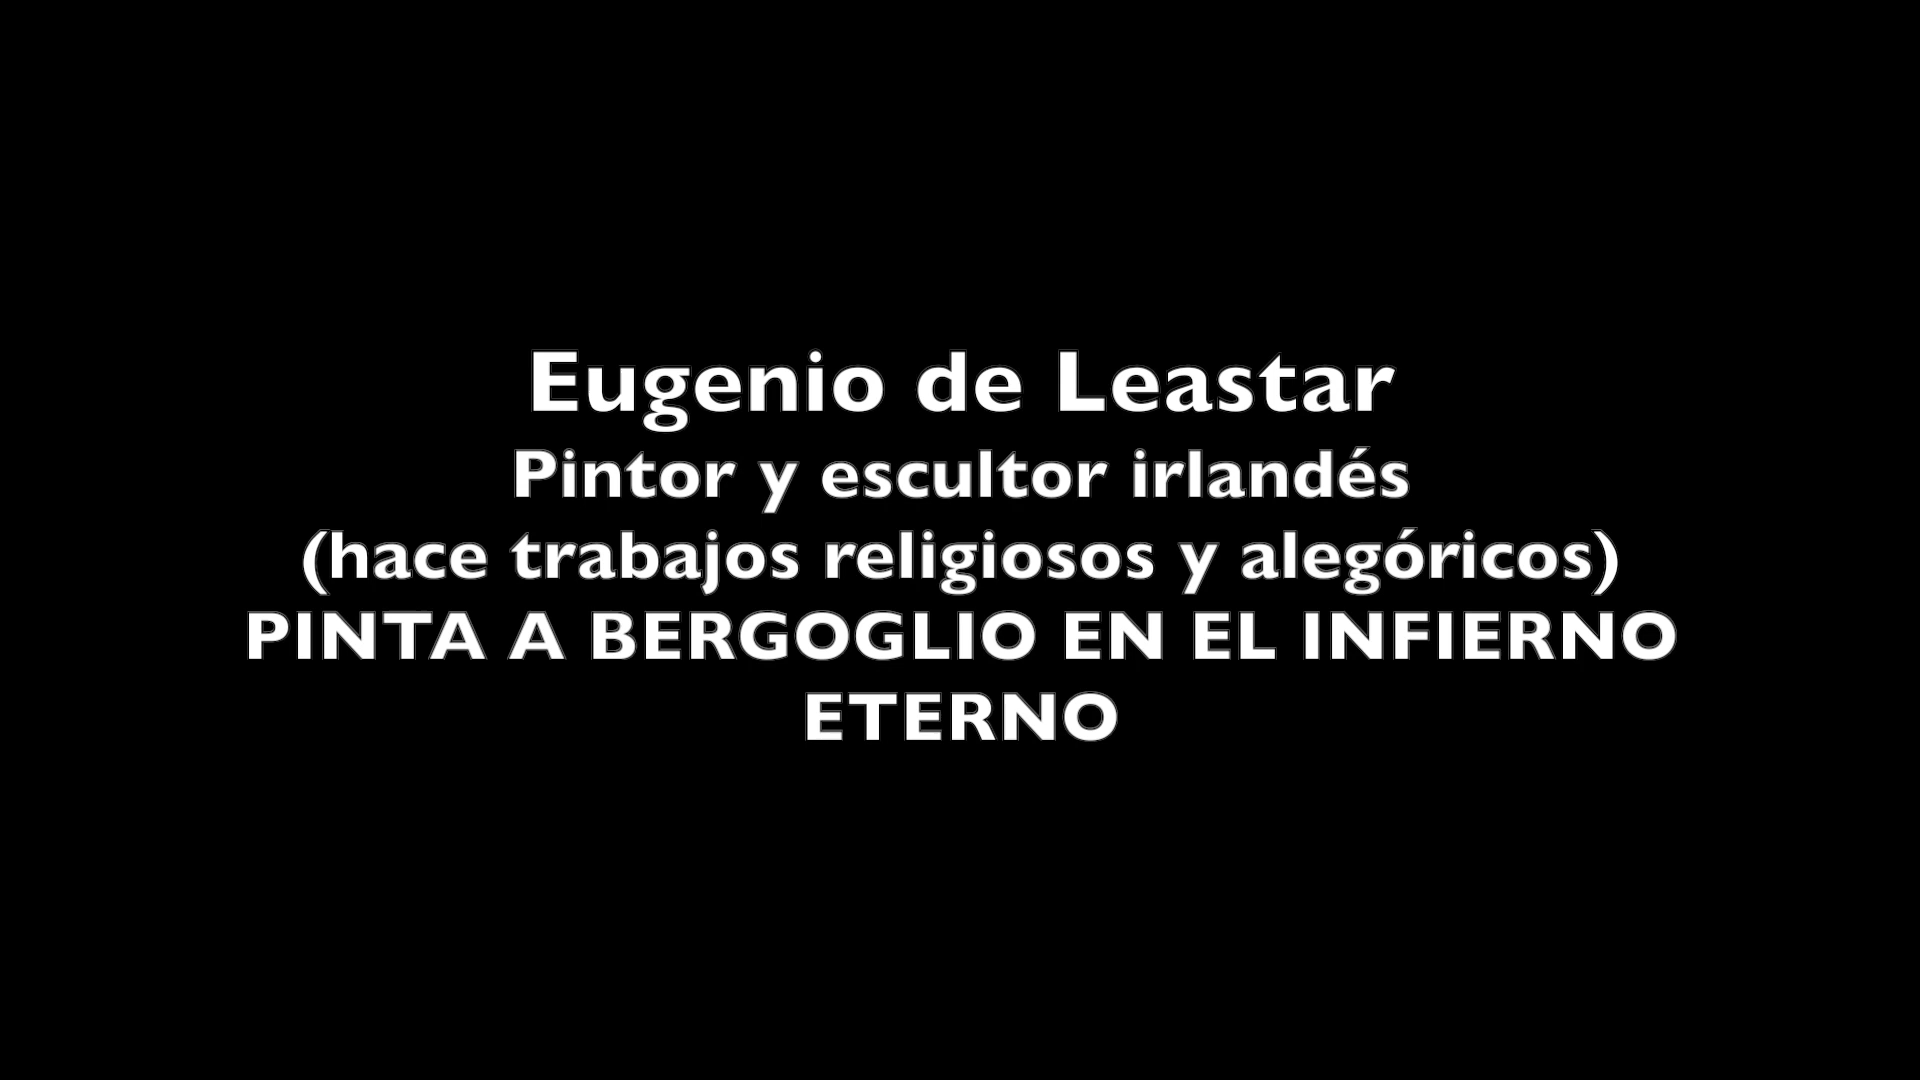 Eugenio de Leastar
Pintor y escultor irlandés
(hace trabajos religiosos y alegóricos)
PINTA A BERGOGLIO EN EL INFIERNO
ETERNO